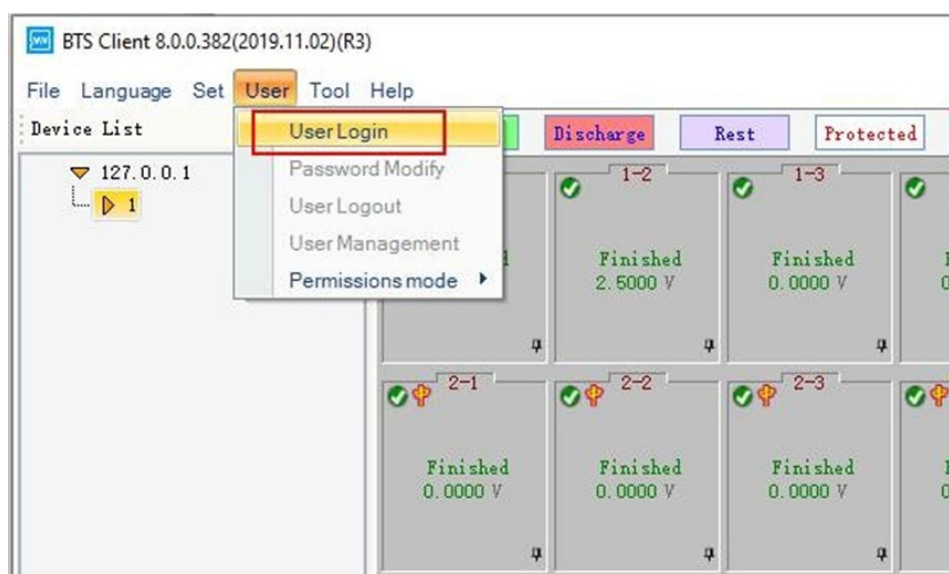 BTS Client 8.0.0.382(2019.11.02)(R3)
File Language Set User Tool Help
Device List
Discharge Rest Protected
User Login
Password Modify
User Logout
User Management
Permissions mode
127.0.0.1
1
1-2 1-3
Finished Finished
2.5000 V 0.0000 V
2-1 2-2 2-3
Finished Finished Finished
0.0000 V 0.0000 V 0.0000 V